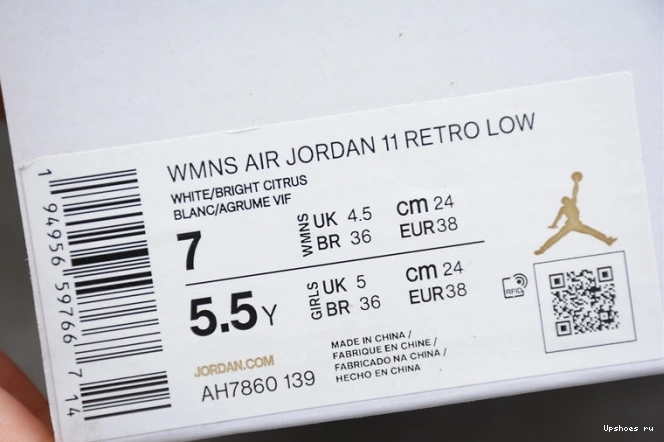 WMNS AIR JORDAN 11 RETRO LOW
WHITE/BRIGHT CITRUS
BLANC/AGRUME VIF
7
WMNS
UK 4.5 cm 24
BR 36 EUR 38
5.5Y
GIRLS
UK 5 cm 24
BR 36 EUR 38
RFID
JORDAN.COM
AH7860 139
MADE IN CHINA /
FABRIQUE EN CHINE /
FABRICADO NA CHINA /
HECHO EN CHINA
1 94956 59766 7 14
Upshoes ru